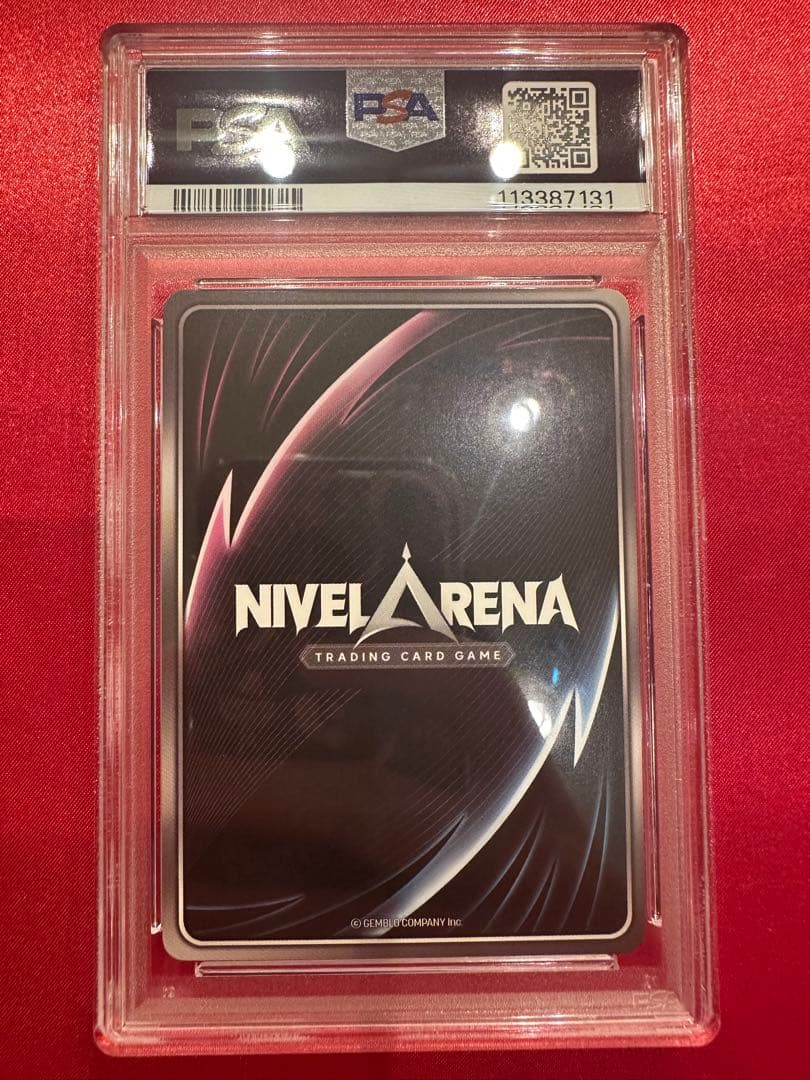 PSA
PSA
113387131
NIVEL ARENA
TRADING CARD GAME
© GEMBLO COMPANY Inc.